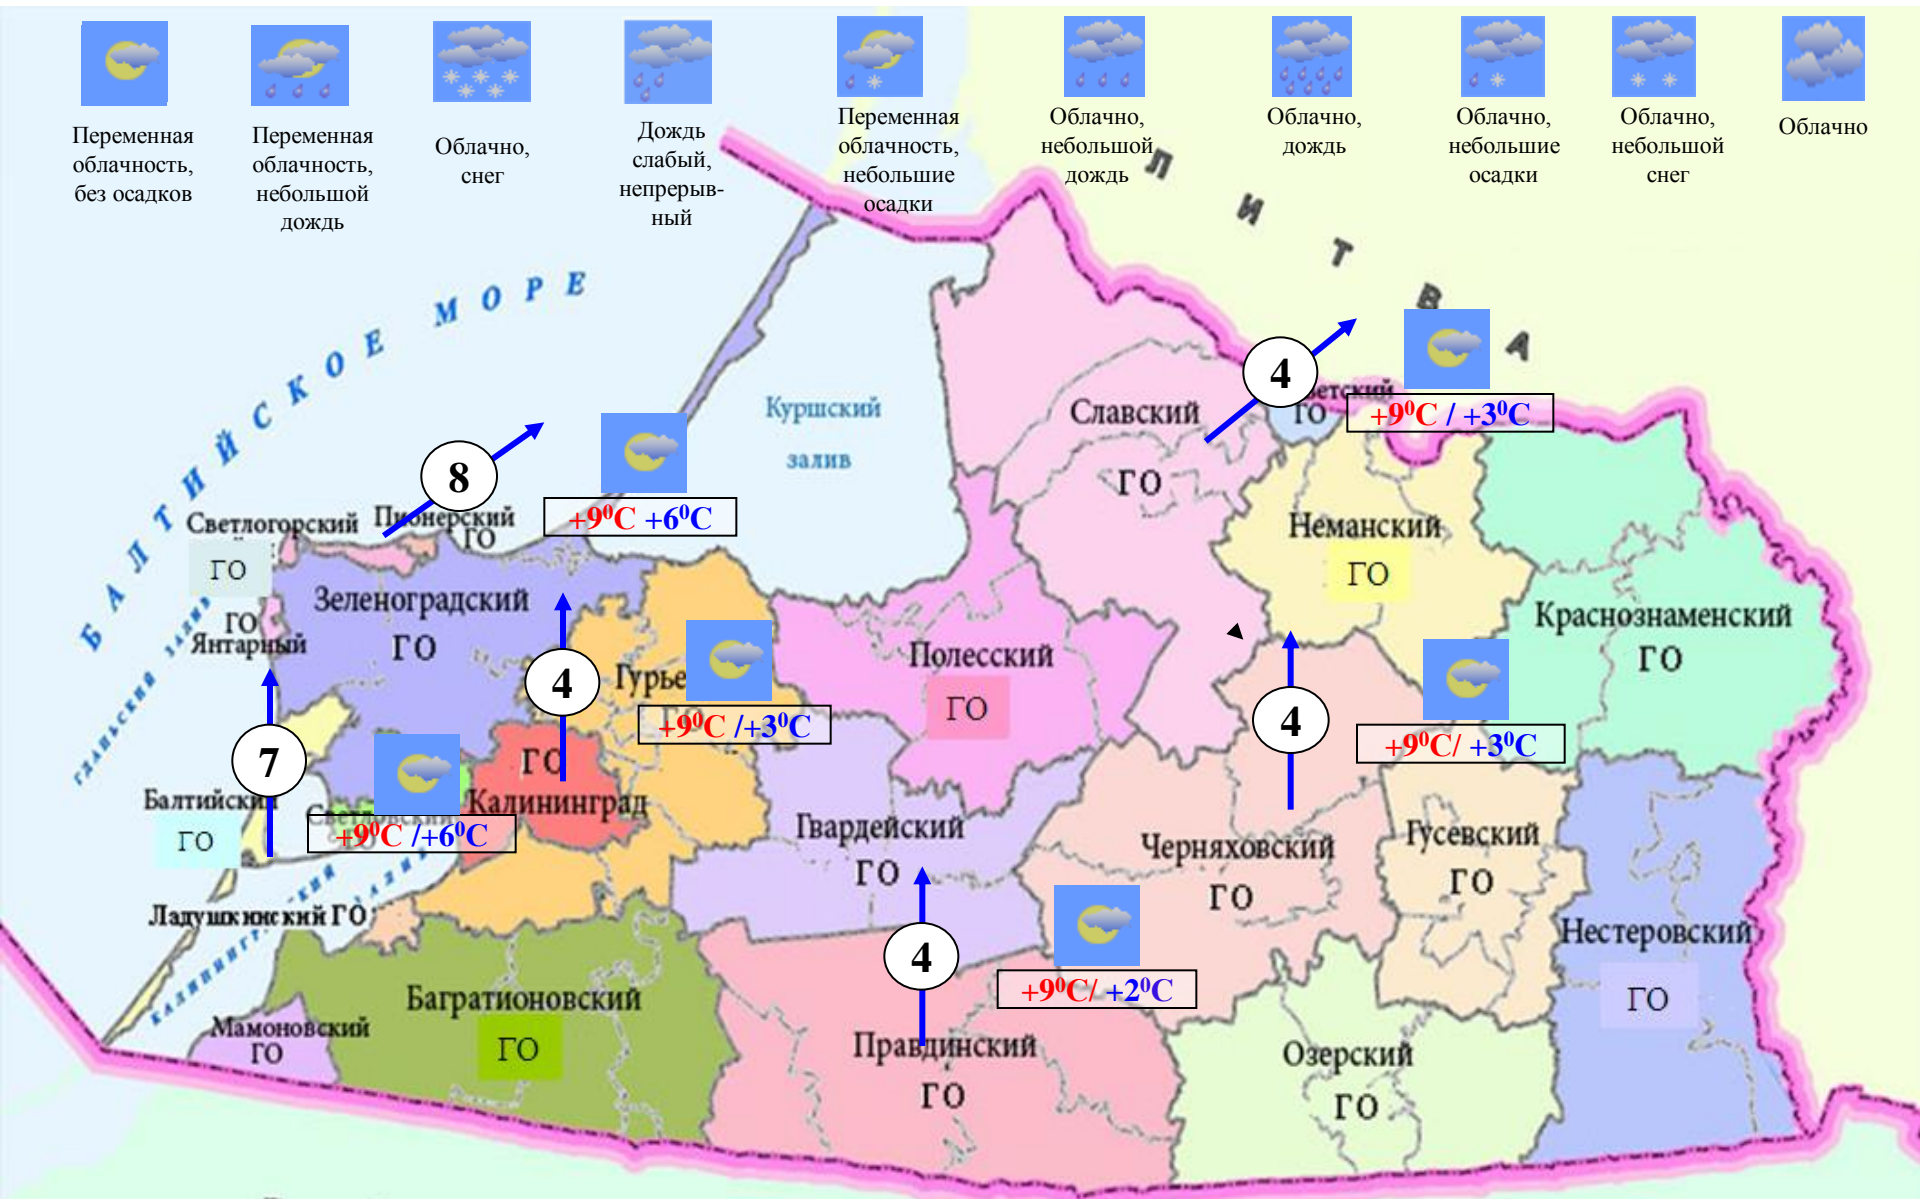 Переменная
облачность,
без осадков
Переменная
облачность,
небольшой
дождь
Облачно,
снег
Дождь
слабый,
непрерыв-
ный
Переменная
облачность,
небольшие
осадки
Облачно,
небольшой
дождь
Облачно,
дождь
Облачно,
небольшие
осадки
Облачно,
небольшой
снег
Облачно
ЛИТВА
БАЛТИЙСКОЕ МОРЕ
Куршский
залив
Славский
ГО
4
ГО
+9⁰C / +3⁰C
8
+9⁰C +6⁰C
Светлогорский
ГО
Пионерский
ГО
Неманский
ГО
Зеленоградский
ГО
ГО
Янтарный
ГДАНЬСКИЙ ЗАЛИВ
Краснознаменский
ГО
Полесский
ГО
4
+9⁰C /+3⁰C
4
+9⁰C/ +3⁰C
7
ГО
Калининград
Балтийский
ГО
+9⁰C /+6⁰C
Гвардейский
ГО
Черняховский
ГО
Гусевский
ГО
Ладушкинский ГО
Нестеровский
ГО
4
+9⁰C/ +2⁰C
Багратионовский
ГО
Мамоновский
ГО
Правдинский
ГО
Озерский
ГО